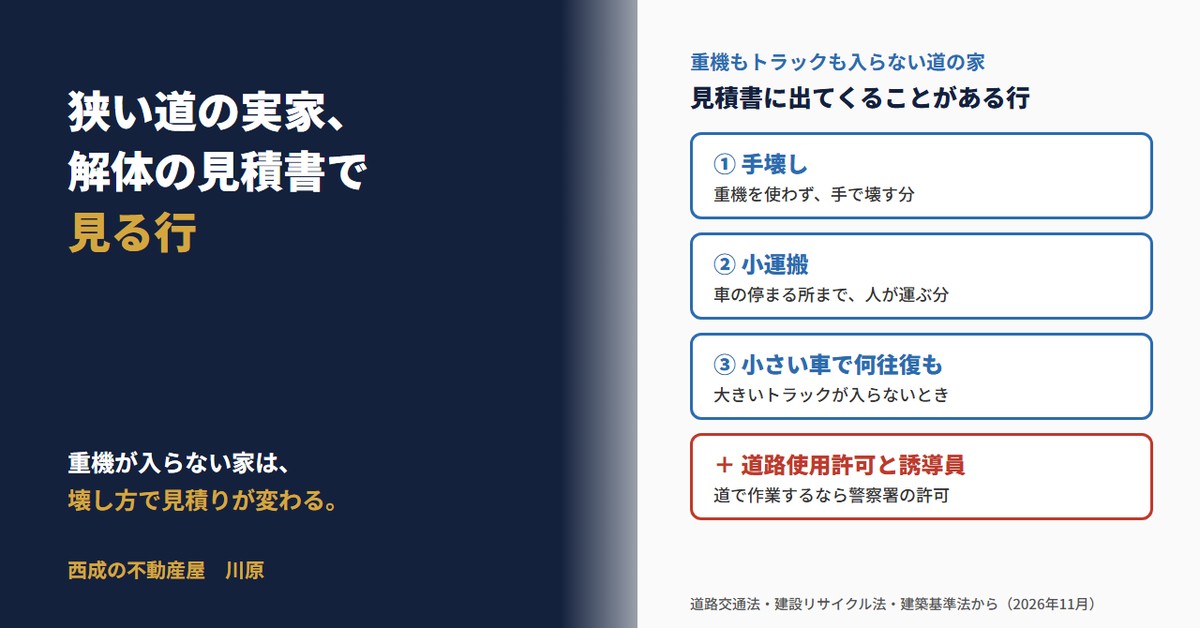 狭い道の実家、
解体の見積書で
見る行
重機が入らない家は、
壊し方で見積りが変わる。
西成の不動産屋　川原
重機もトラックも入らない道の家
見積書に出てくることがある行
① 手壊し
重機を使わず、手で壊す分
② 小運搬
車の停まる所まで、人が運ぶ分
③ 小さい車で何往復も
大きいトラックが入らないとき
＋ 道路使用許可と誘導員
道で作業するなら警察署の許可
道路交通法・建設リサイクル法・建築基準法から（2026年11月）